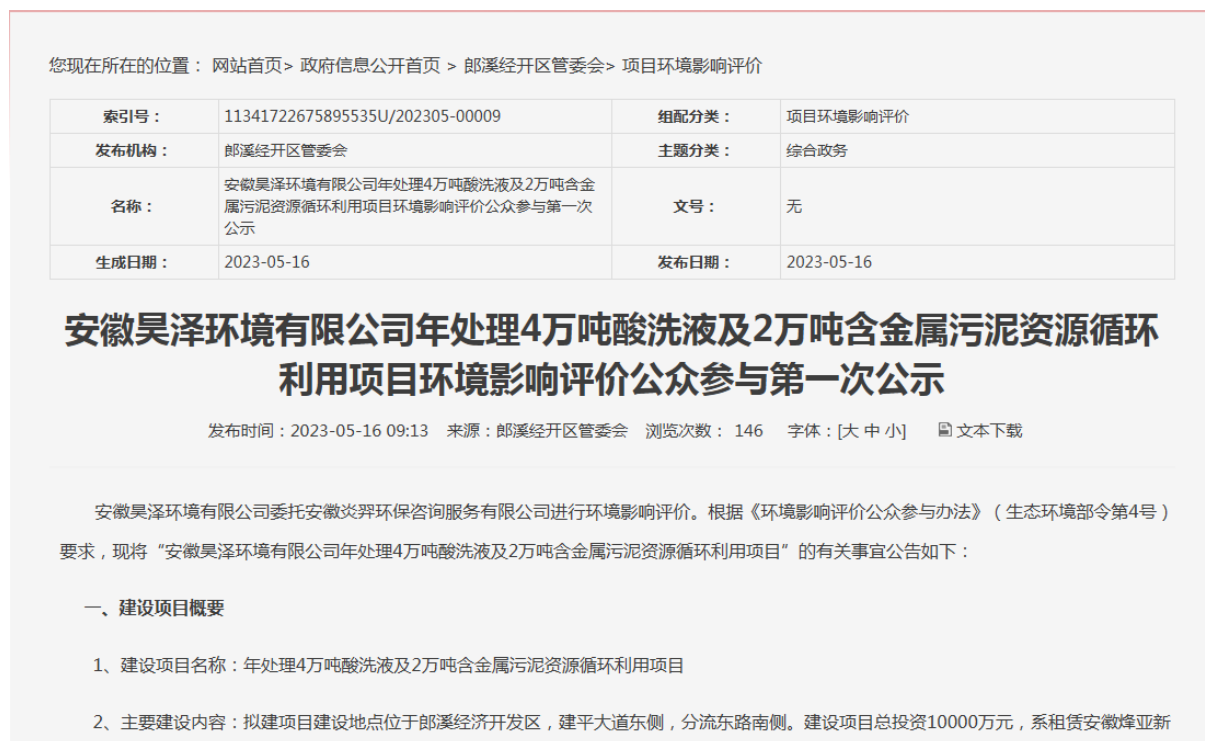 您现在所在的位置： 网站首页> 政府信息公开首页 > 郎溪经开区管委会> 项目环境影响评价
索引号： 11341722675895535U/202305-00009 组配分类： 项目环境影响评价
发布机构： 郎溪经开区管委会 主题分类： 综合政务
安徽昊泽环境有限公司年处理4万吨酸洗液及2万吨含金
名称： 属污泥资源循环利用项目环境影响评价公众参与第一次 文号： 无
公示
生成日期： 2023-05-16 发布日期： 2023-05-16
安徽昊泽环境有限公司年处理4万吨酸洗液及2万吨含金属污泥资源循环
利用项目环境影响评价公众参与第一次公示
发布时间：2023-05-16 09:13 来源：郎溪经开区管委会 浏览次数： 146 字体：[大 中 小] 文本下载
安徽昊泽环境有限公司委托安徽炎羿环保咨询服务有限公司进行环境影响评价。根据《环境影响评价公众参与办法》（生态环境部令第4号）
要求，现将“安徽昊泽环境有限公司年处理4万吨酸洗液及2万吨含金属污泥资源循环利用项目”的有关事宜公告如下：
一、建设项目概要
1、建设项目名称：年处理4万吨酸洗液及2万吨含金属污泥资源循环利用项目
2、主要建设内容：拟建项目建设地点位于郎溪经济开发区，建平大道东侧，分流东路南侧。建设项目总投资10000万元，系租赁安徽烽亚新